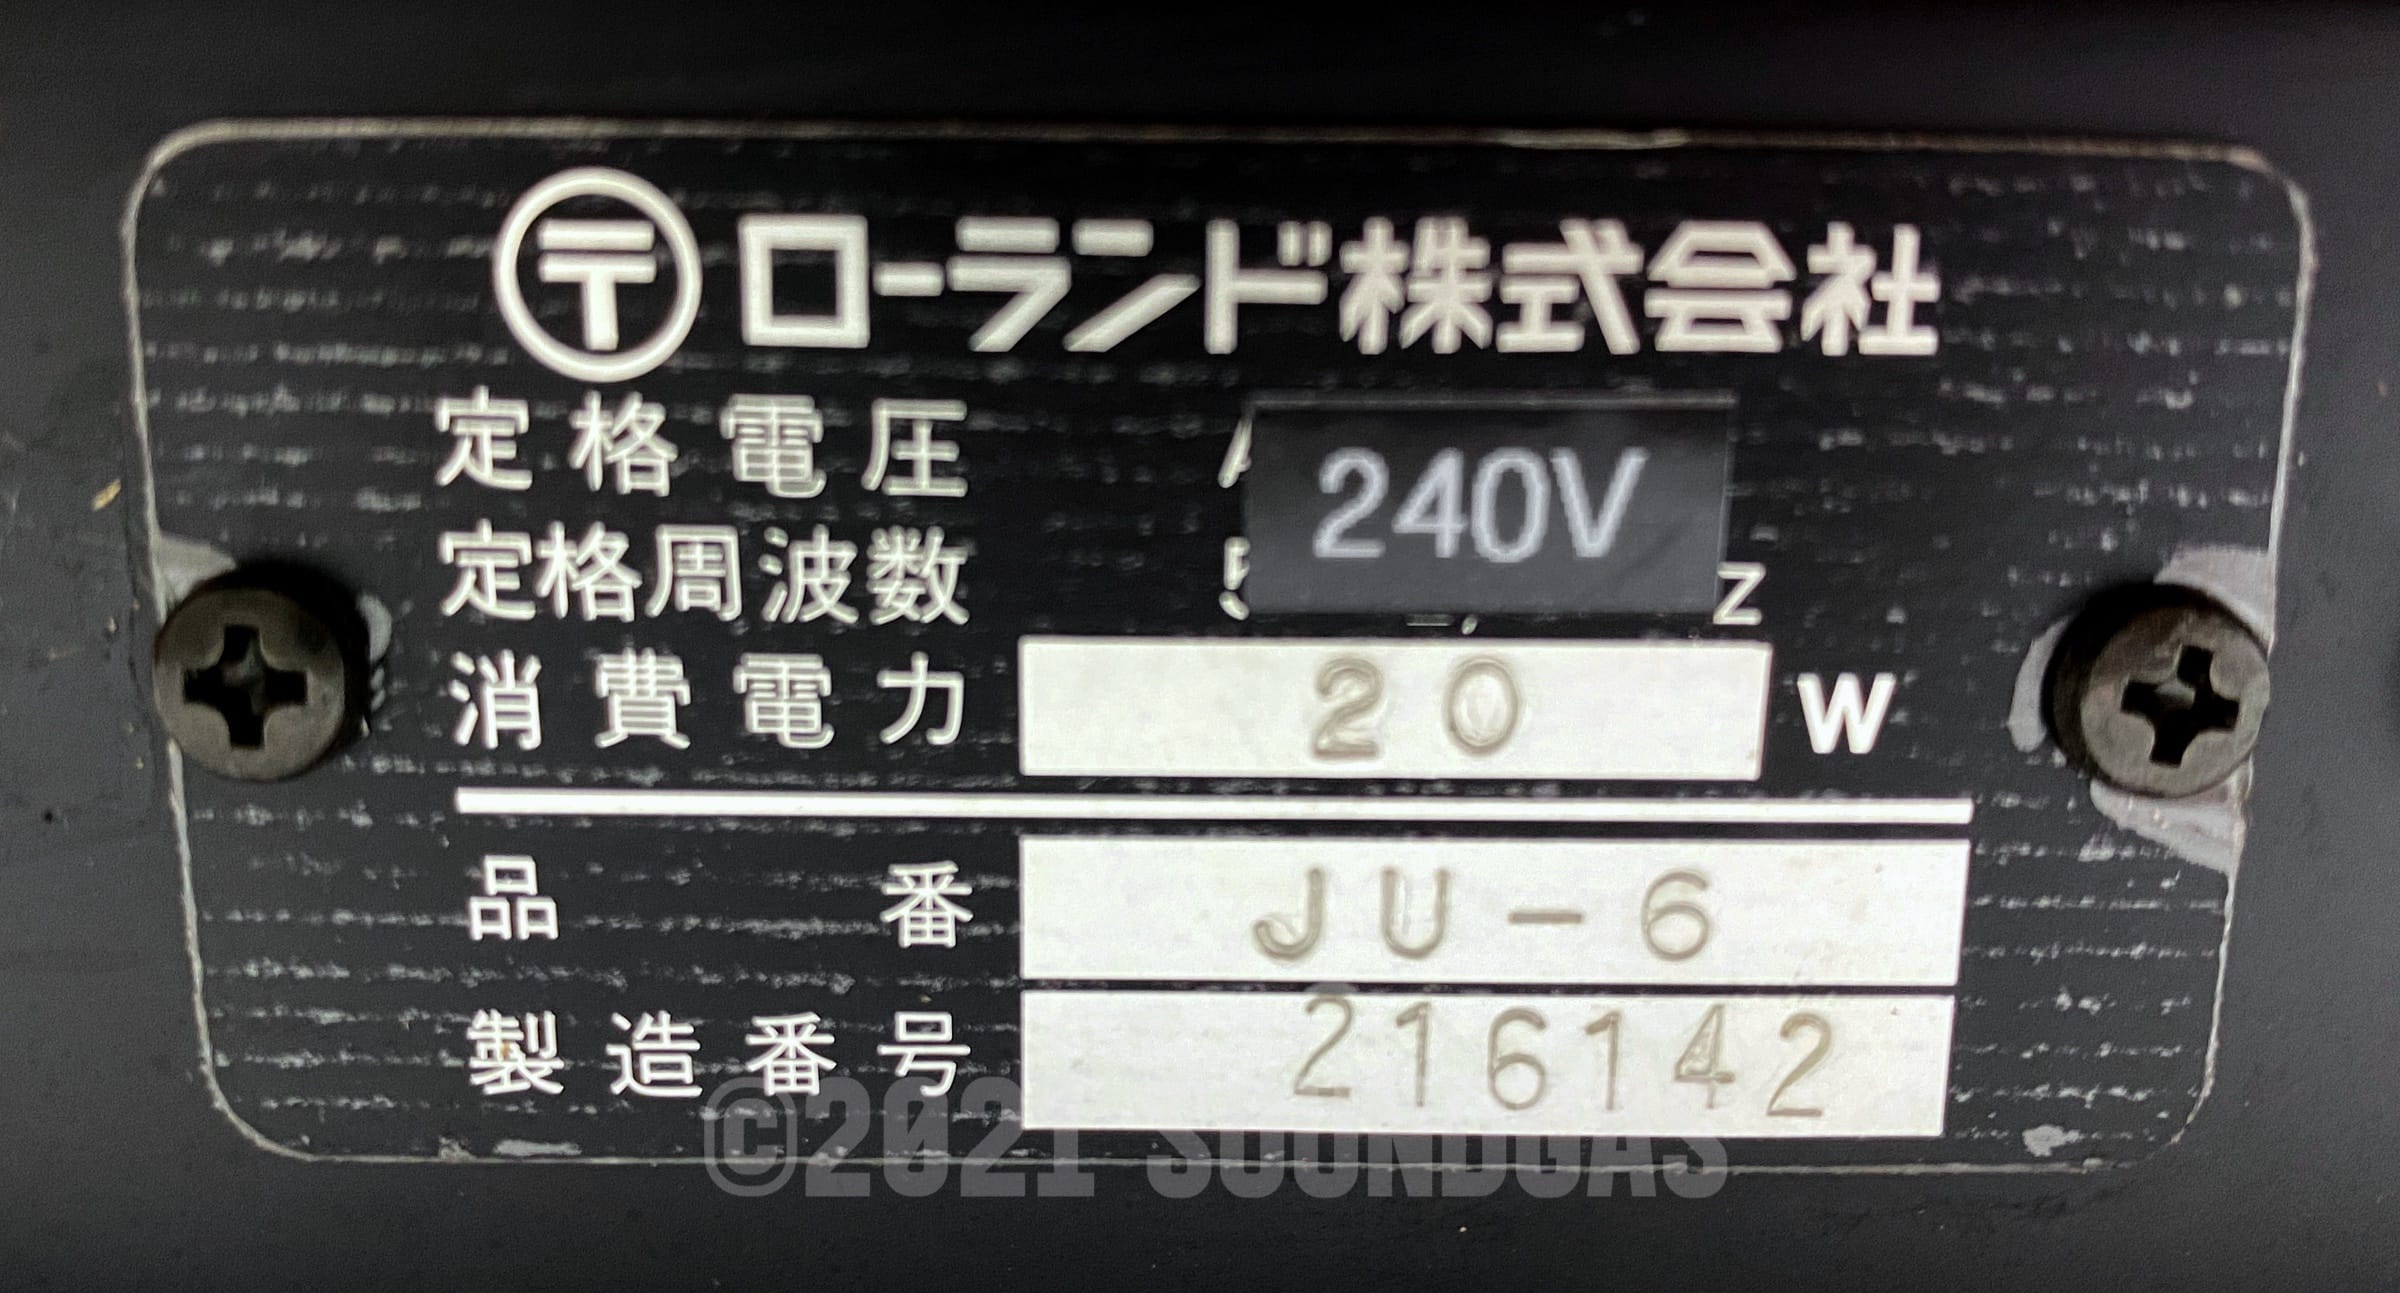 〒 ローランド株式会社
定格電圧 240V
定格周波数
消費電力 20 W
品番 JU-6
製造番号 216142
©2021 SOUNDGAS